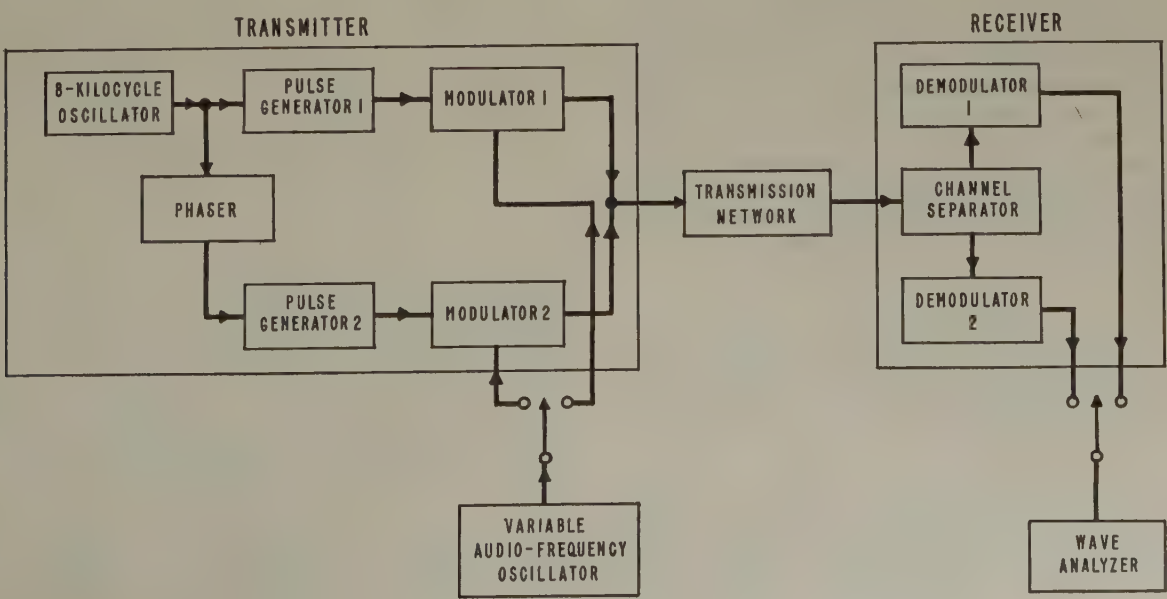 TRANSMITTER
8-KILOCYCLE
OSCILLATOR
PULSE
GENERATOR 1
MODULATOR 1
PHASER
PULSE
GENERATOR 2
MODULATOR 2
VARIABLE
AUDIO-FREQUENCY
OSCILLATOR
TRANSMISSION
NETWORK
RECEIVER
DEMODULATOR
1
CHANNEL
SEPARATOR
DEMODULATOR
2
WAVE
ANALYZER